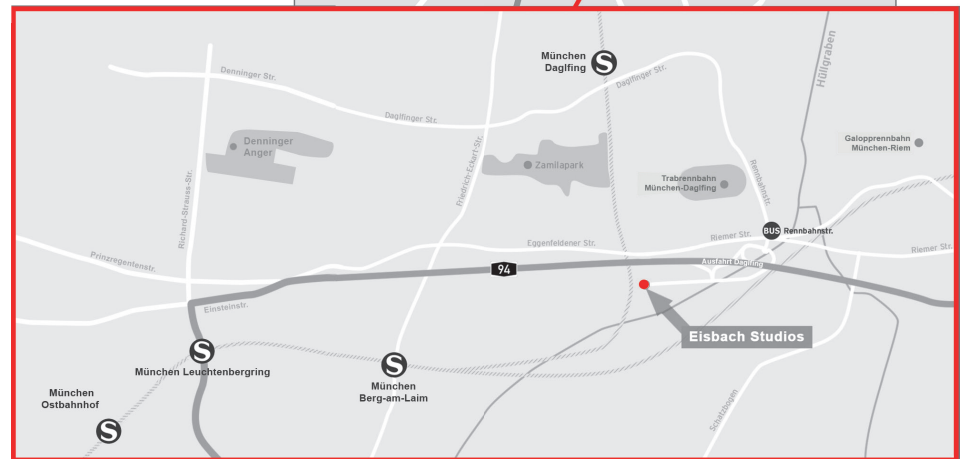 München
Daglfing
S
Hüllgraben
Denninger Str.
Daglfinger Str.
Daglfinger Str.
Denninger
Anger
Friedrich-Eckart-Str.
Zamilapark
Galopprennbahn
München-Riem
Trabrennbahn
München-Daglfing
Rennbahnstr.
Richard-Strauss-Str.
BUS
Rennbahnstr.
Prinzregentenstr.
Eggenfeldener Str.
Riemer Str.
Riemer Str.
Ausfahrt Daglfing
94
Einsteinstr.
Eisbach Studios
S
München Leuchtenbergring
S
München
Berg-am-Laim
München
Ostbahnhof
S
Schatzbogen